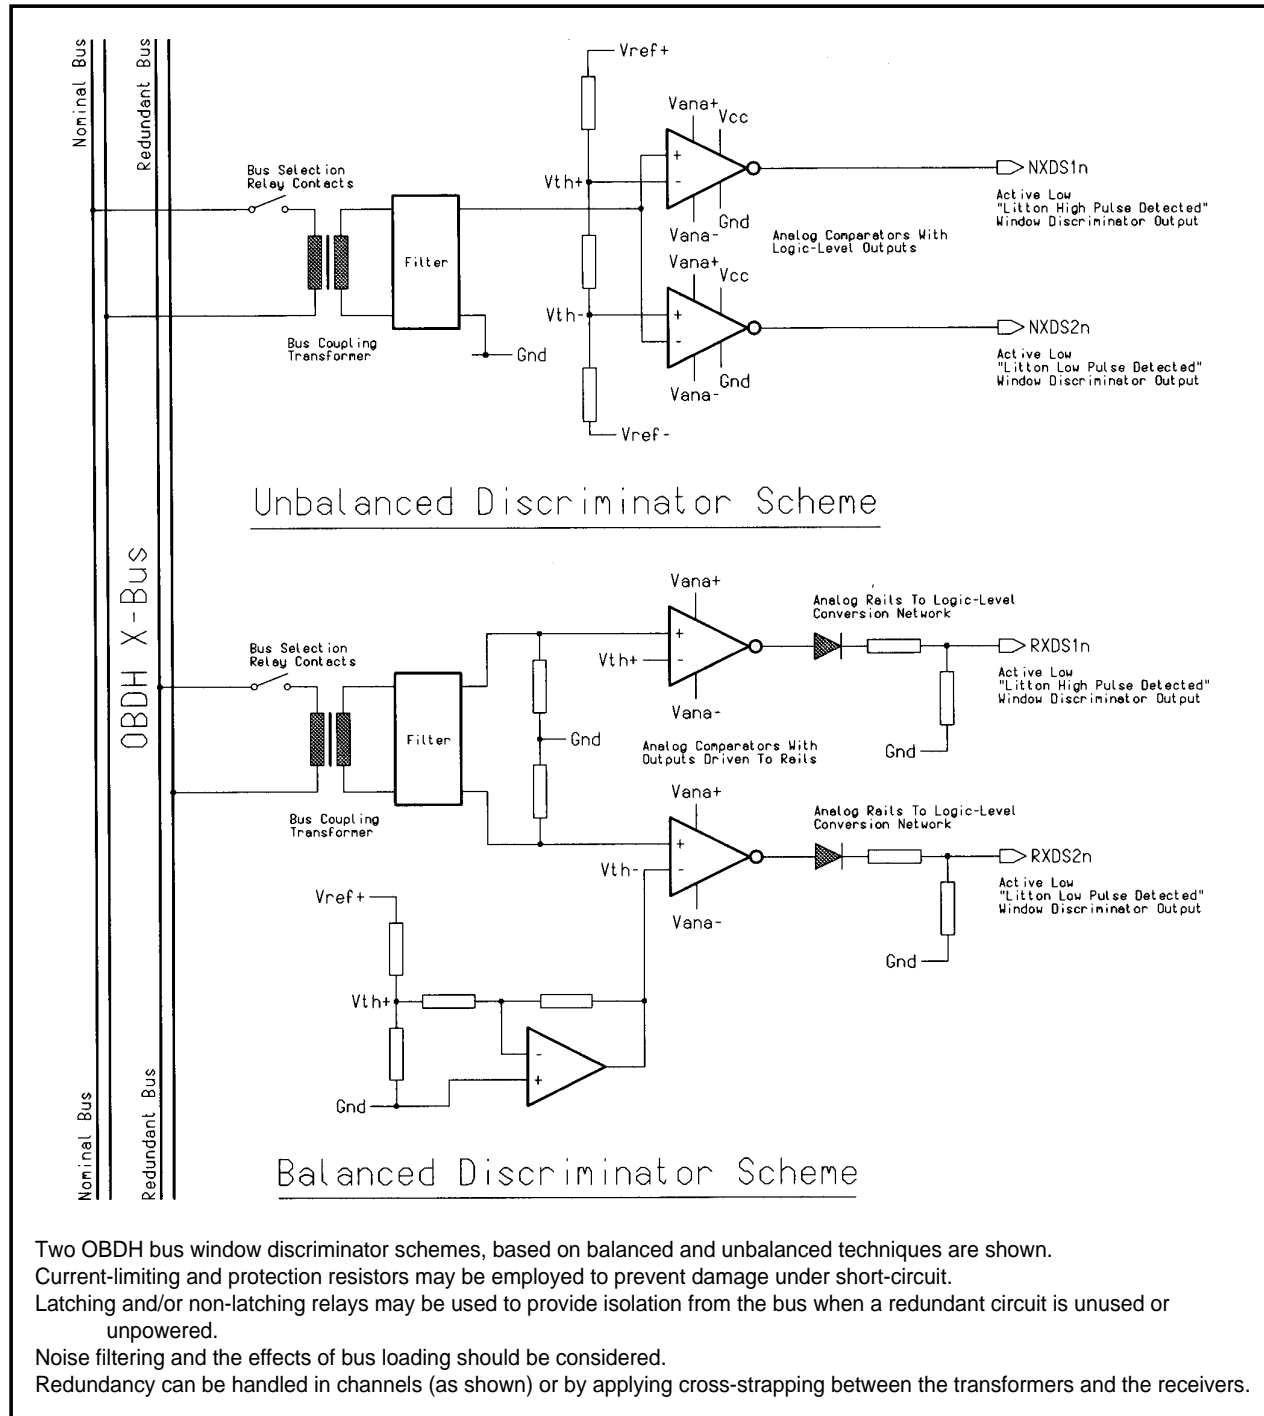 Nominal Bus
Redundant Bus
Vref+
Vana+
Vcc
Bus Selection
Relay Contacts
Vth+
+
-
NXDS1n
Active Low
"Litton High Pulse Detected"
Window Discriminator Output
Gnd
Vana-
Analog Comparators With
Logic-Level Outputs
Filter
Vana+
Vcc
Vth-
+
-
NXDS2n
Bus Coupling
Transformer
Gnd
Active Low
"Litton Low Pulse Detected"
Window Discriminator Output
Gnd
Vana-
Vref-
Unbalanced Discriminator Scheme
OBDH X-Bus
Vana+
Analog Rails To Logic-Level
Conversion Network
Bus Selection
Relay Contacts
+
-
Vth+
RXDS1n
Active Low
"Litton High Pulse Detected"
Window Discriminator Output
Vana-
Filter
Gnd
Analog Comparators With
Outputs Driven To Rails
Gnd
Vana+
Analog Rails To Logic-Level
Conversion Network
Bus Coupling
Transformer
+
-
Vth-
RXDS2n
Active Low
"Litton Low Pulse Detected"
Window Discriminator Output
Vref+
Vana-
Gnd
Vth+
-
+
Gnd
Nominal Bus
Redundant Bus
Balanced Discriminator Scheme
Two OBDH bus window discriminator schemes, based on balanced and unbalanced techniques are shown.
Current-limiting and protection resistors may be employed to prevent damage under short-circuit.
Latching and/or non-latching relays may be used to provide isolation from the bus when a redundant circuit is unused or
unpowered.
Noise filtering and the effects of bus loading should be considered.
Redundancy can be handled in channels (as shown) or by applying cross-strapping between the transformers and the receivers.